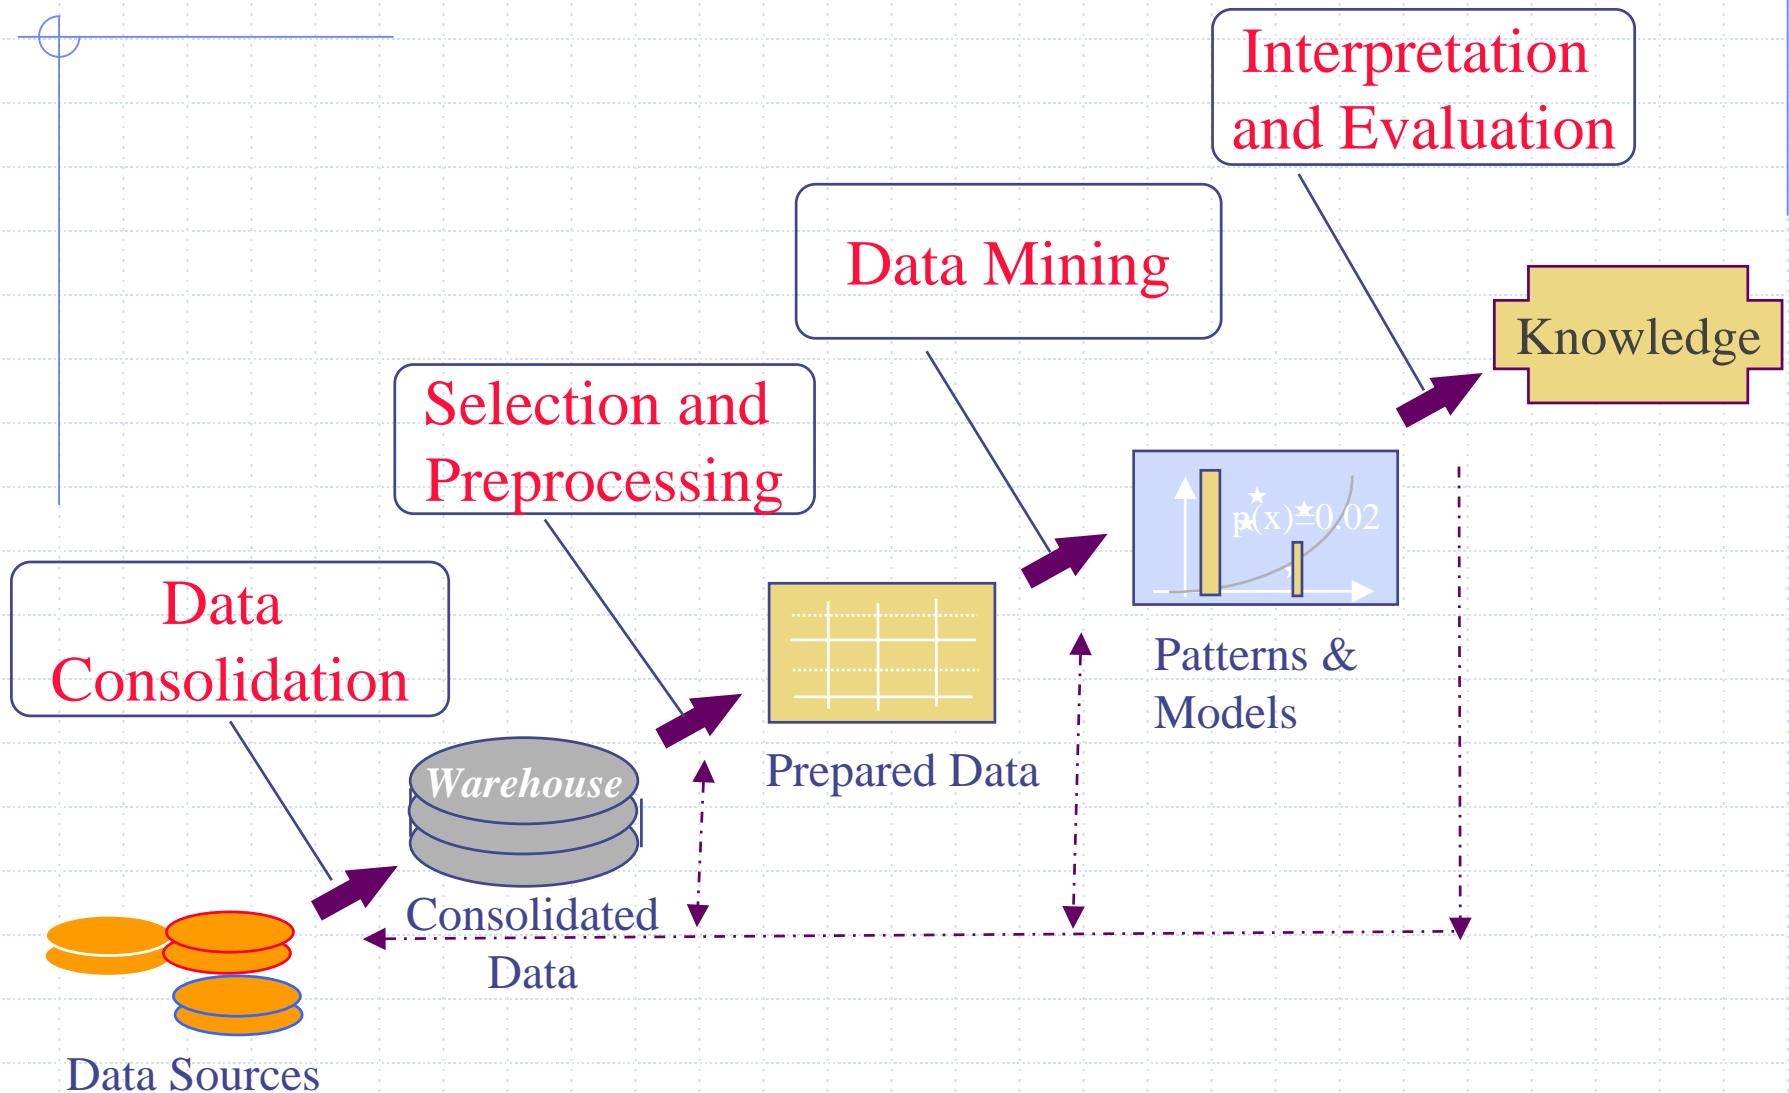 Interpretation
and Evaluation
Data Mining
Knowledge
Selection and
Preprocessing
p(x)=0.02
Data
Consolidation
Patterns &
Models
Warehouse
Prepared Data
Consolidated
Data
Data Sources